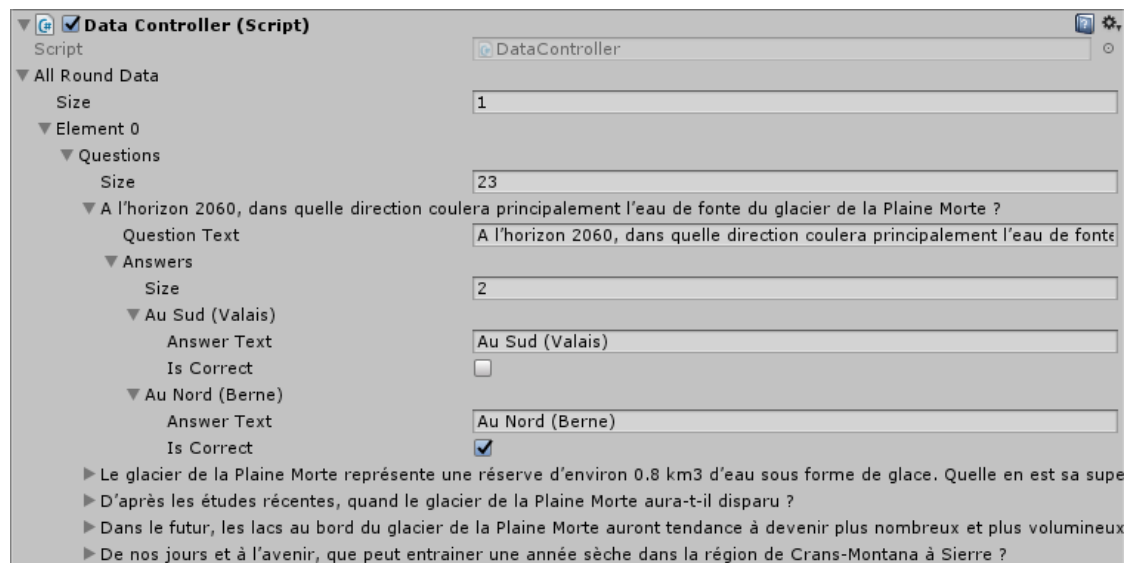 Data Controller (Script)
Script DataController
All Round Data
Size 1
Element 0
Questions
Size 23
A l'horizon 2060, dans quelle direction coulera principalement l'eau de fonte du glacier de la Plaine Morte ?
Question Text A l'horizon 2060, dans quelle direction coulera principalement l'eau de fonte
Answers
Size 2
Au Sud (Valais)
Answer Text Au Sud (Valais)
Is Correct
Au Nord (Berne)
Answer Text Au Nord (Berne)
Is Correct
Le glacier de la Plaine Morte représente une réserve d'environ 0.8 km3 d'eau sous forme de glace. Quelle en est sa supe
D'après les études récentes, quand le glacier de la Plaine Morte aura-t-il disparu ?
Dans le futur, les lacs au bord du glacier de la Plaine Morte auront tendance à devenir plus nombreux et plus volumineux
De nos jours et à l'avenir, que peut entrainer une année sèche dans la région de Crans-Montana à Sierre ?